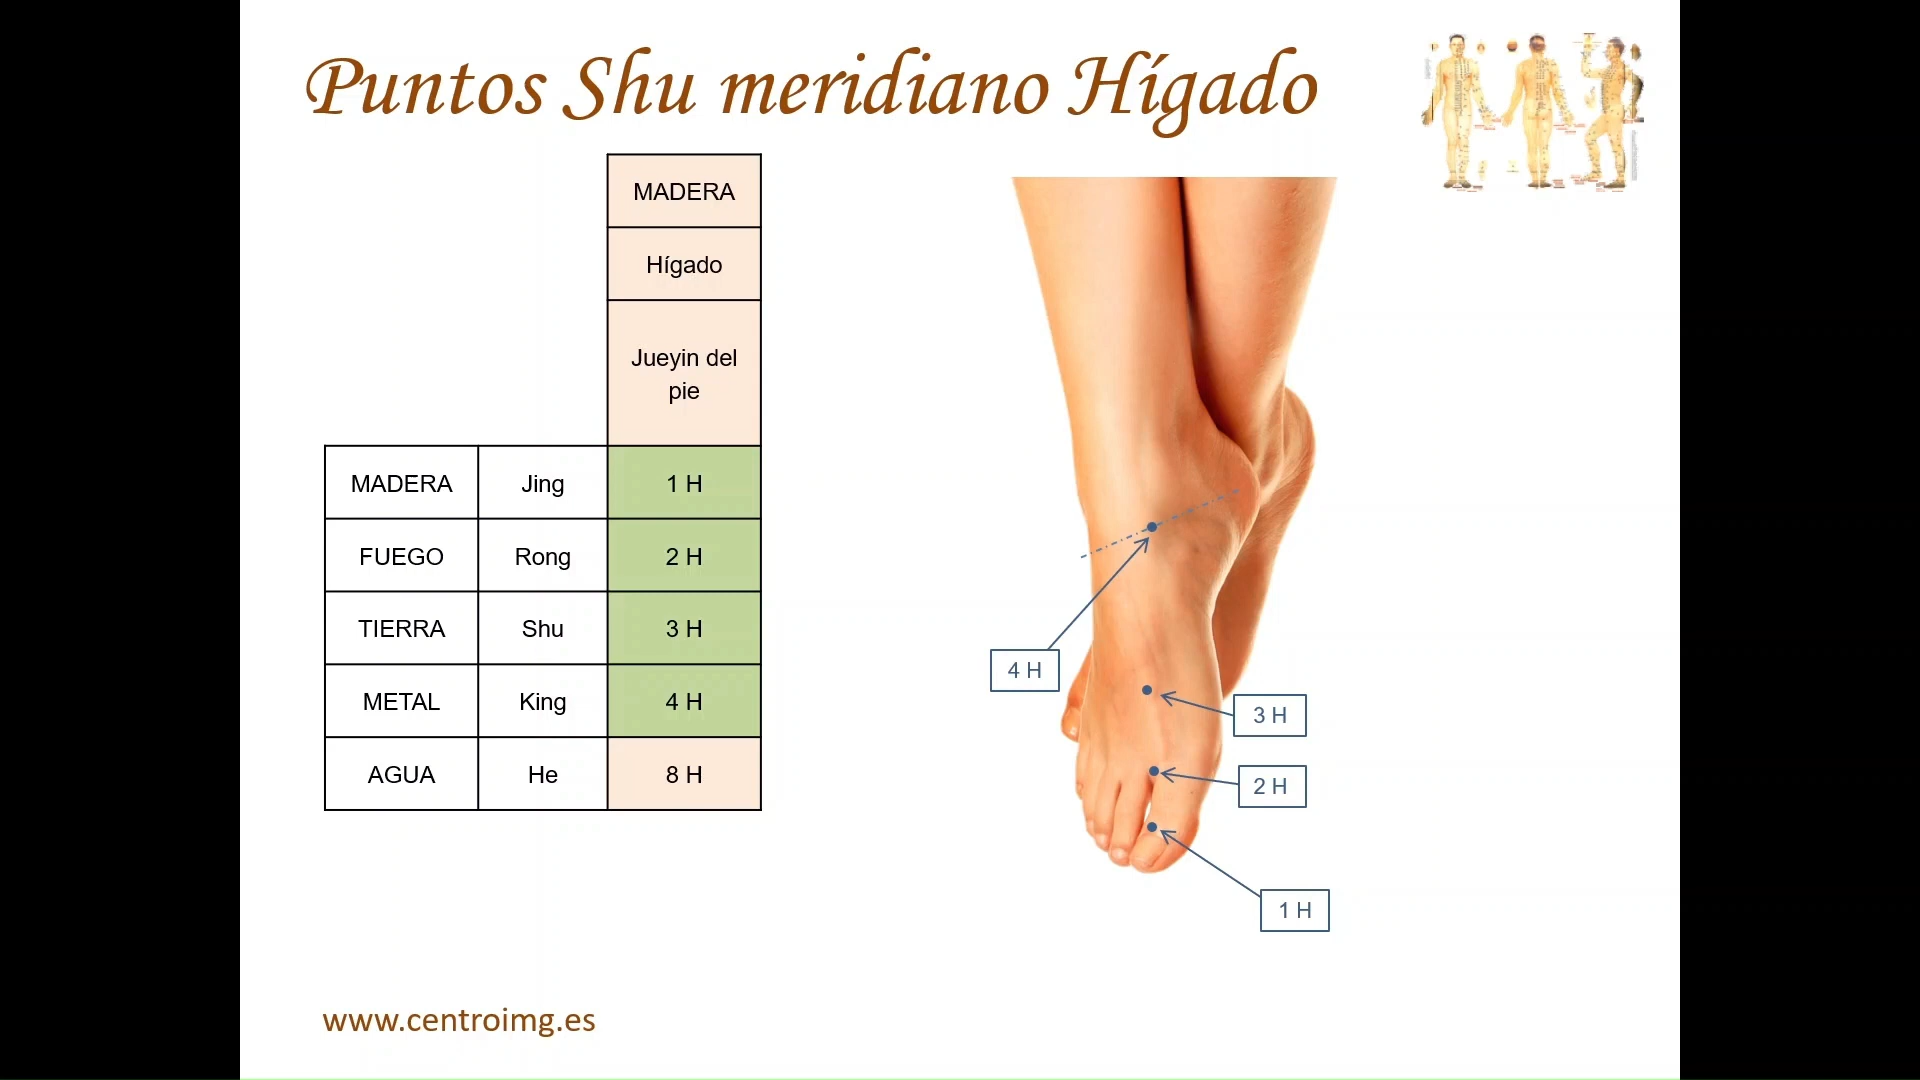 Puntos Shu meridiano Hígado
MADERA
Hígado
Jueyin del
pie
MADERA Jing 1 H
FUEGO Rong 2 H
TIERRA Shu 3 H
METAL King 4 H
AGUA He 8 H
4 H
3 H
2 H
1 H
www.centroimg.es